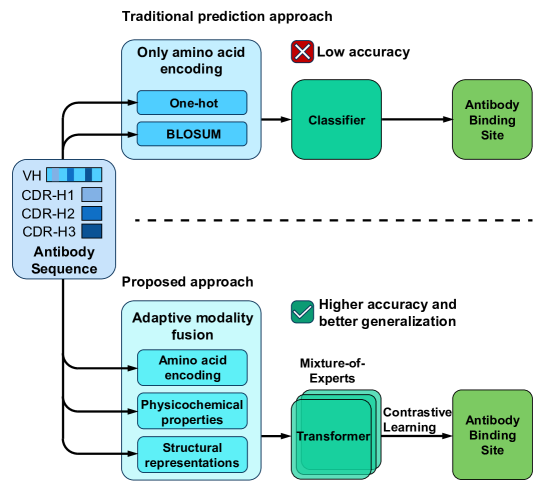 Traditional prediction approach
Only amino acid
encoding
One-hot
BLOSUM
Low accuracy
Classifier
Antibody
Binding
Site
VH
CDR-H1
CDR-H2
CDR-H3
Antibody
Sequence
Proposed approach
Adaptive modality
fusion
Amino acid
encoding
Physicochemical
properties
Structural
representations
Higher accuracy and
better generalization
Mixture-of-
Experts
Transformer
Contrastive
Learning
Antibody
Binding
Site